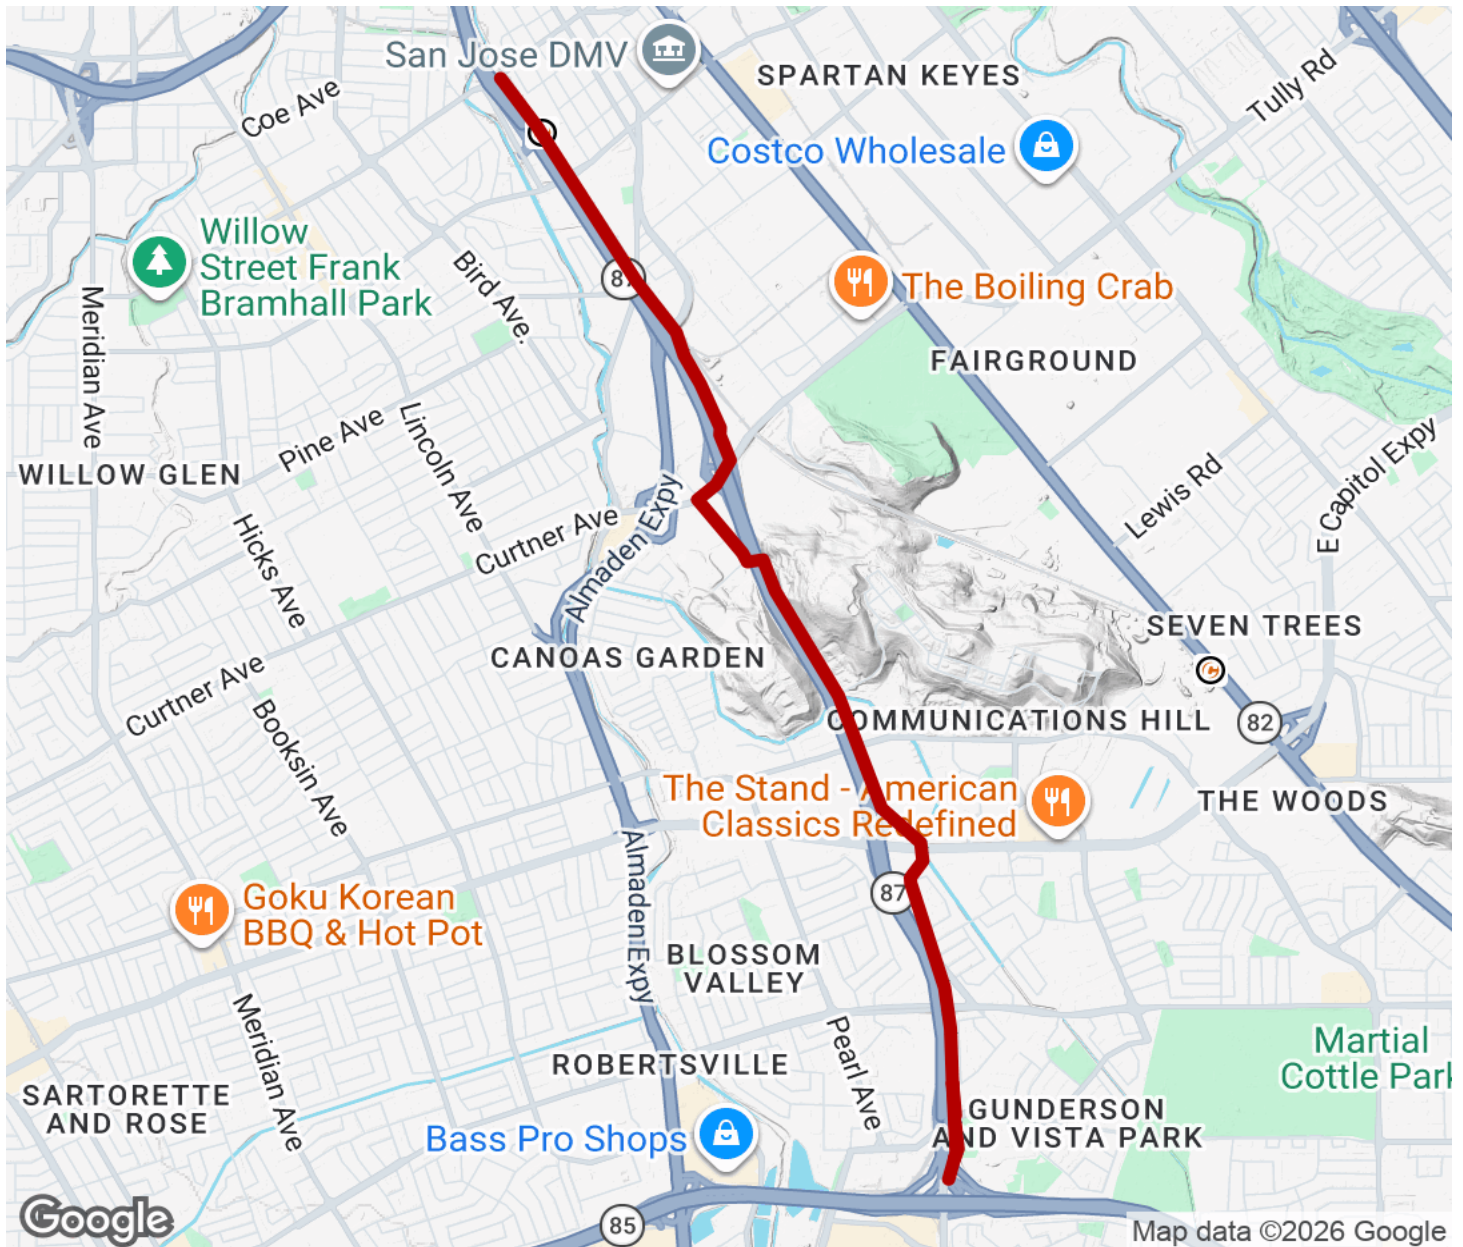 San Jose DMV
SPARTAN KEYES
Tully Rd
Coe Ave
Costco Wholesale
Willow
Street Frank
Bramhall Park
Bird Ave.
87
The Boiling Crab
Meridian Ave
FAIRGROUND
Pine Ave
Lincoln Ave
WILLOW GLEN
Lewis Rd
E Capitol Expy
Hicks Ave
Curtner Ave
Almaden Expy
SEVEN TREES
CANOAS GARDEN
Curtner Ave
Booksin Ave
COMMUNICATIONS HILL
82
The Stand - American
Classics Redefined
THE WOODS
Almaden Expy
87
Goku Korean
BBQ & Hot Pot
BLOSSOM
VALLEY
Meridian Ave
Pearl Ave
Martial
Cottle Park
ROBERTSVILLE
SARTORETTE
AND ROSE
GUNDERSON
AND VISTA PARK
Bass Pro Shops
Google
85
Map data ©2026 Google